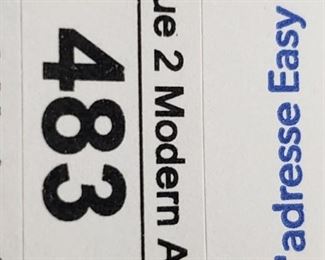 ue 2 Modern A
483
'adresse Easy